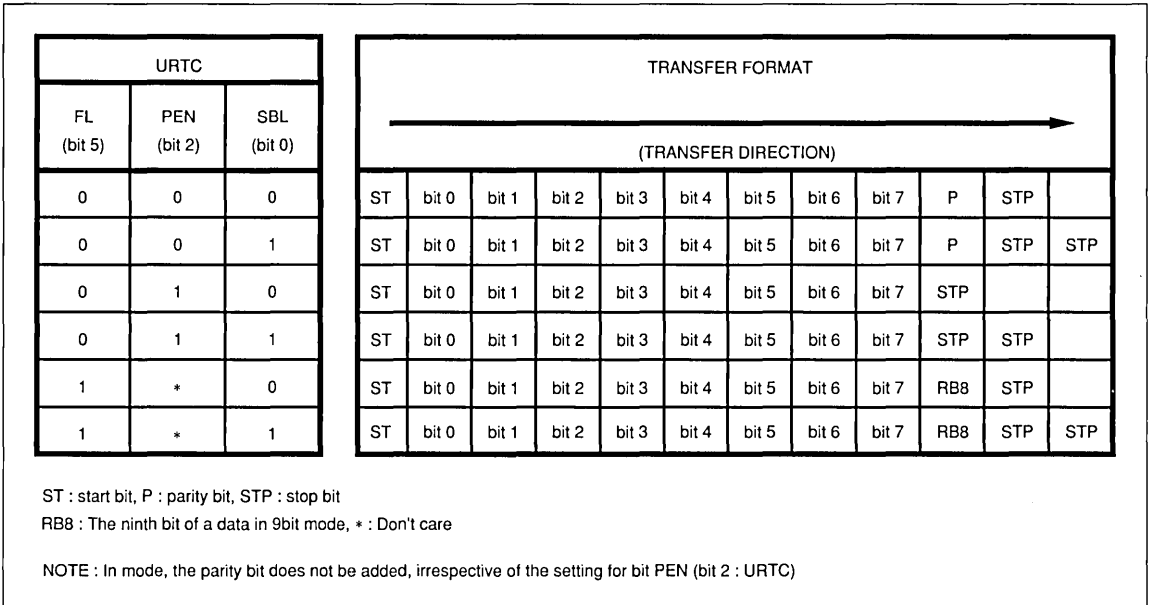 URTC
TRANSFER FORMAT
FL PEN SBL
(bit 5) (bit 2) (bit 0)
(TRANSFER DIRECTION)
0 0 0 ST bit 0 bit 1 bit 2 bit 3 bit 4 bit 5 bit 6 bit 7 P STP
0 0 1 ST bit 0 bit 1 bit 2 bit 3 bit 4 bit 5 bit 6 bit 7 P STP STP
0 1 0 ST bit 0 bit 1 bit 2 bit 3 bit 4 bit 5 bit 6 bit 7 STP
0 1 1 ST bit 0 bit 1 bit 2 bit 3 bit 4 bit 5 bit 6 bit 7 STP STP
1 * 0 ST bit 0 bit 1 bit 2 bit 3 bit 4 bit 5 bit 6 bit 7 RB8 STP
1 * 1 ST bit 0 bit 1 bit 2 bit 3 bit 4 bit 5 bit 6 bit 7 RB8 STP STP
ST : start bit, P : parity bit, STP : stop bit
RB8 : The ninth bit of a data in 9bit mode, * : Don't care
NOTE : In mode, the parity bit does not be added, irrespective of the setting for bit PEN (bit 2 : URTC)